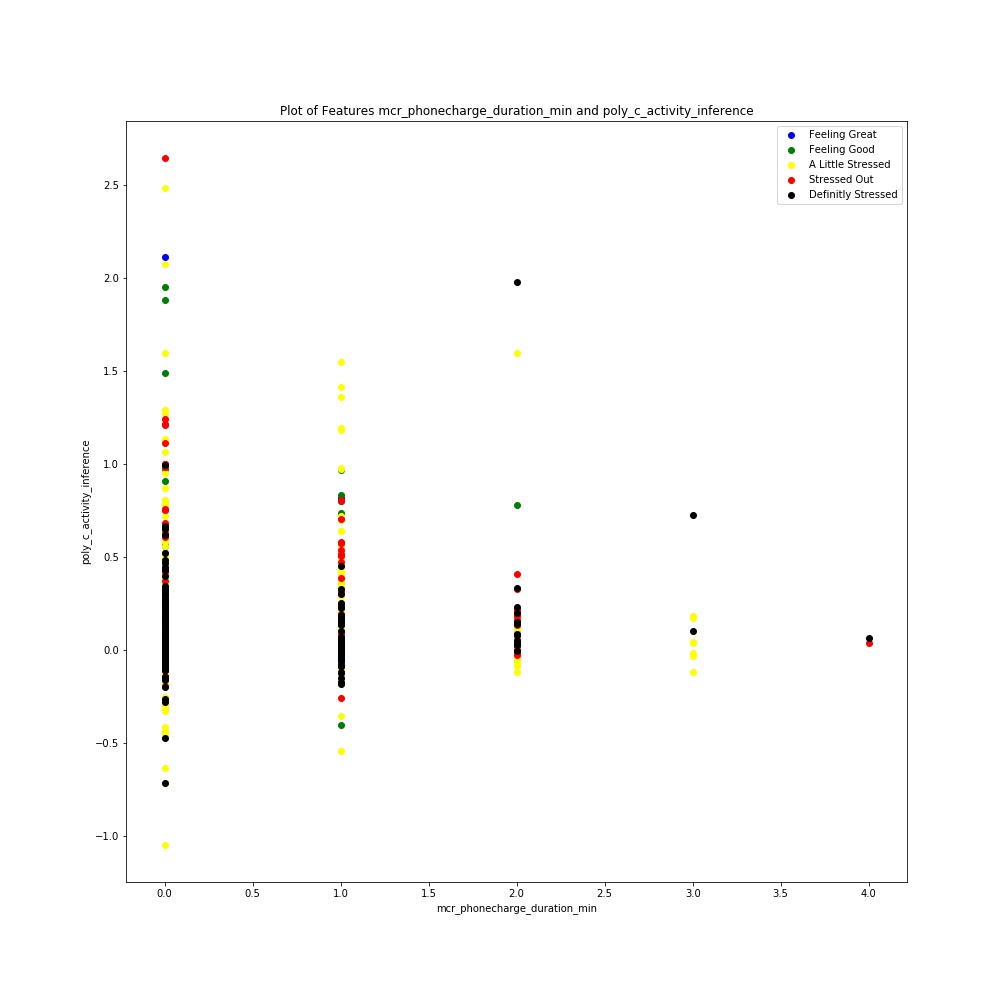 Plot of Features mcr_phonecharge_duration_min and poly_c_activity_inference
Feeling Great
Feeling Good
A Little Stressed
Stressed Out
Definitly Stressed
poly_c_activity_inference
2.5
2.0
1.5
1.0
0.5
0.0
−0.5
−1.0
0.0 0.5 1.0 1.5 2.0 2.5 3.0 3.5 4.0
mcr_phonecharge_duration_min